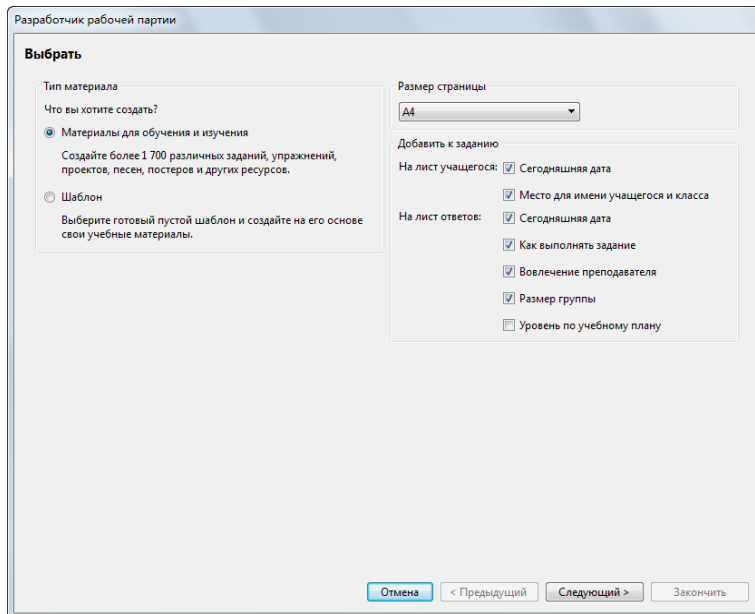 Разработчик рабочей партии
Выбрать
Тип материала
Что вы хотите создать?
Материалы для обучения и изучения
Создайте более 1 700 различных заданий, упражнений,
проектов, песен, постеров и других ресурсов.
Шаблон
Выберите готовый пустой шаблон и создайте на его основе
свои учебные материалы.
Размер страницы
A4
Добавить к заданию
На лист учащегося: Сегодняшняя дата
Место для имени учащегося и класса
На лист ответов: Сегодняшняя дата
Как выполнять задание
Вовлечение преподавателя
Размер группы
Уровень по учебному плану
Отмена < Предыдущий Следующий > Закончить